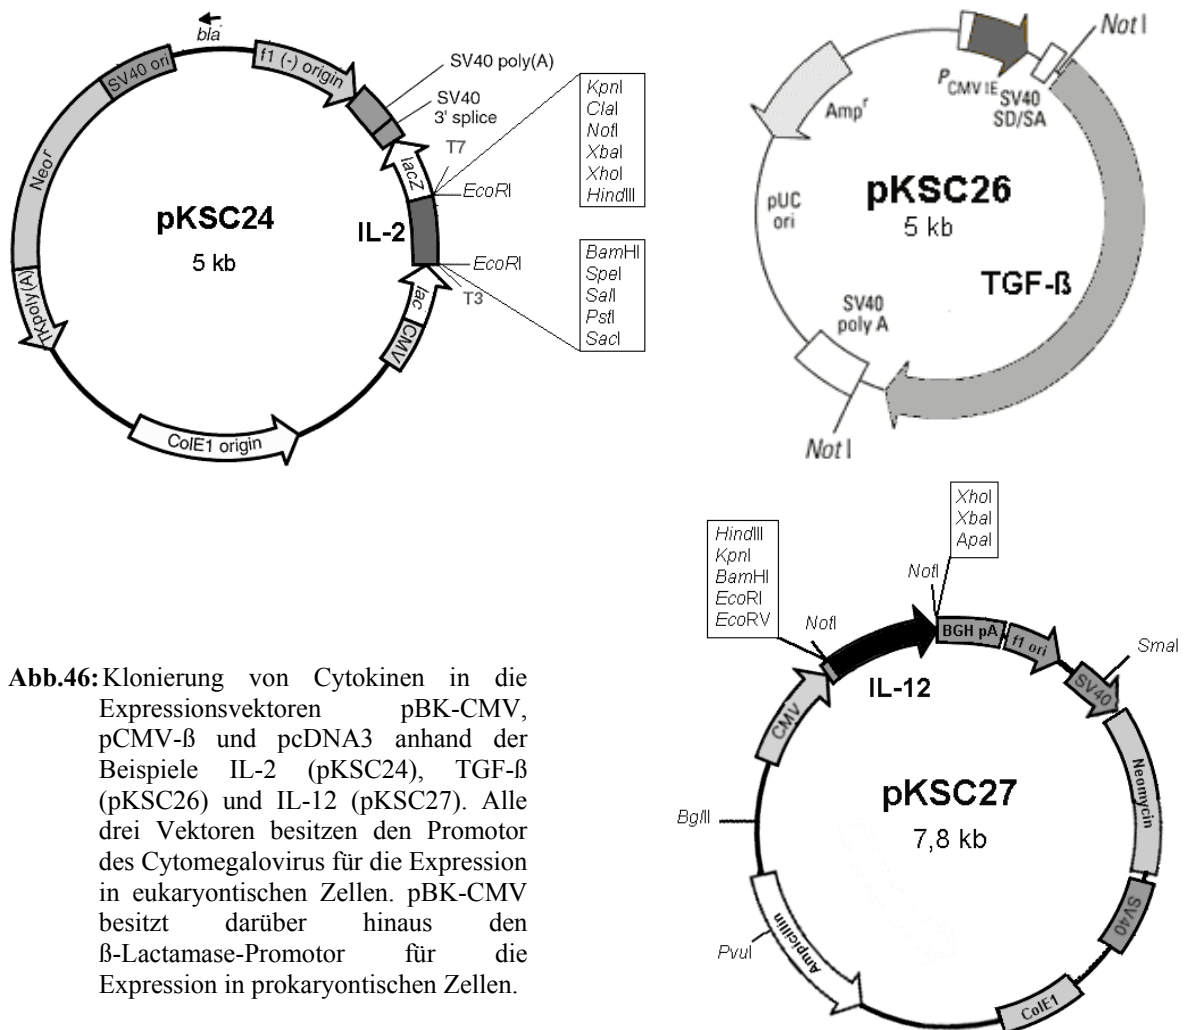 bla
SV40 ori
f1 (-) origin
SV40 poly(A)
SV40
3' splice
T7
lacZ
EcoRI
KpnI
ClaI
NotI
XbaI
XhoI
HindIII
Neo^r
pKSC24
5 kb
IL-2
EcoRI
T3
BamHI
SpeI
SalI
PstI
SacI
lac
CMV
TKpoly(A)
ColE1 origin
Not I
P CMV IE
SV40
SD/SA
Amp^r
pKSC26
5 kb
pUC
ori
TGF-ß
SV40
poly A
Not I
HindIII
KpnI
BamHI
EcoRI
EcoRV
NotI
NotI
XhoI
XbaI
ApaI
BGH pA
f1 ori
SmaI
SV40
CMV
IL-12
Neomycin
pKSC27
7,8 kb
BglII
PvuI
Ampicillin
SV40
ColE1
Abb.46: Klonierung von Cytokinen in die
Expressionsvektoren pBK-CMV,
pCMV-ß und pcDNA3 anhand der
Beispiele IL-2 (pKSC24), TGF-ß
(pKSC26) und IL-12 (pKSC27). Alle
drei Vektoren besitzen den Promotor
des Cytomegalovirus für die Expression
in eukaryontischen Zellen. pBK-CMV
besitzt darüber hinaus den
ß-Lactamase-Promotor für die
Expression in prokaryontischen Zellen.